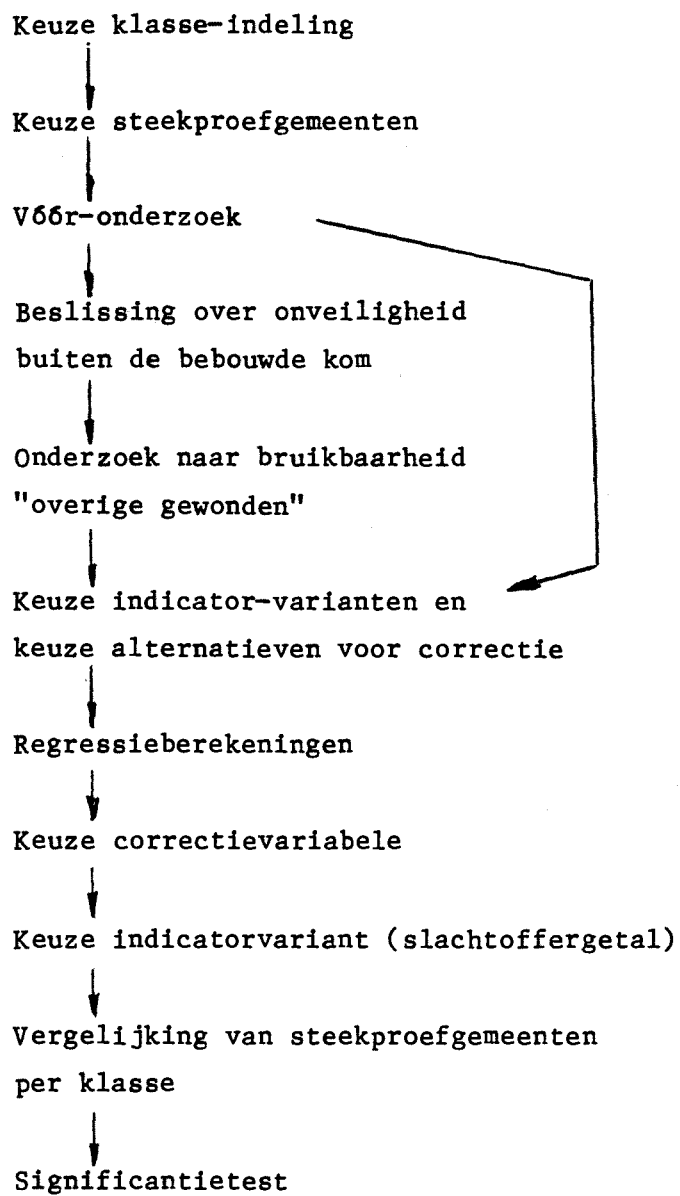 Keuze klasse-indeling
Keuze steekproefgemeenten
Vóór-onderzoek
Beslissing over onveiligheid
buiten de bebouwde kom
Onderzoek naar bruikbaarheid
"overige gewonden"
Keuze indicator-varianten en
keuze alternatieven voor correctie
Regressieberekeningen
Keuze correctievariabele
Keuze indicatorvariant (slachtoffergetal)
Vergelijking van steekproefgemeenten
per klasse
Significantietest